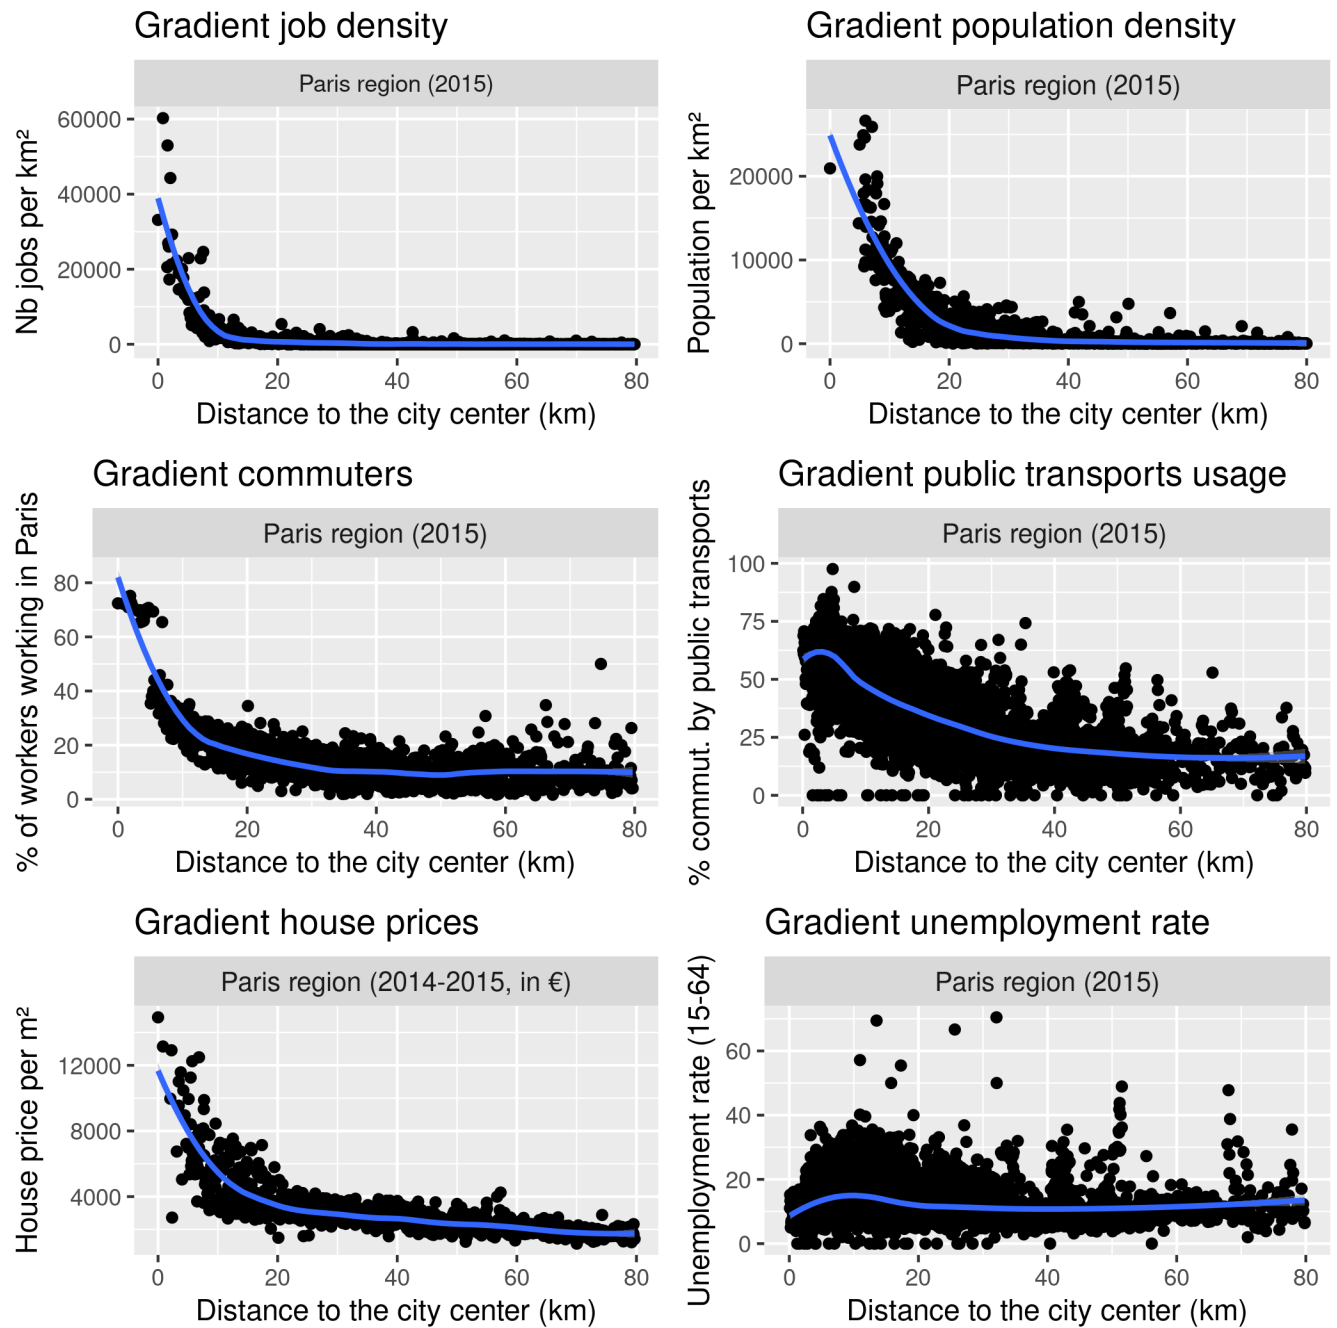 Gradient job density
Paris region (2015)
Nb jobs per km²
60000
40000
20000
0
0 20 40 60 80
Distance to the city center (km)
Gradient population density
Paris region (2015)
Population per km²
20000
10000
0
0 20 40 60 80
Distance to the city center (km)
Gradient commuters
Paris region (2015)
% of workers working in Paris
80
60
40
20
0
0 20 40 60 80
Distance to the city center (km)
Gradient public transports usage
Paris region (2015)
% commut. by public transports
100
75
50
25
0
0 20 40 60 80
Distance to the city center (km)
Gradient house prices
Paris region (2014-2015, in €)
House price per m²
12000
8000
4000
0 20 40 60 80
Distance to the city center (km)
Gradient unemployment rate
Paris region (2015)
Unemployment rate (15-64)
60
40
20
0
0 20 40 60 80
Distance to the city center (km)